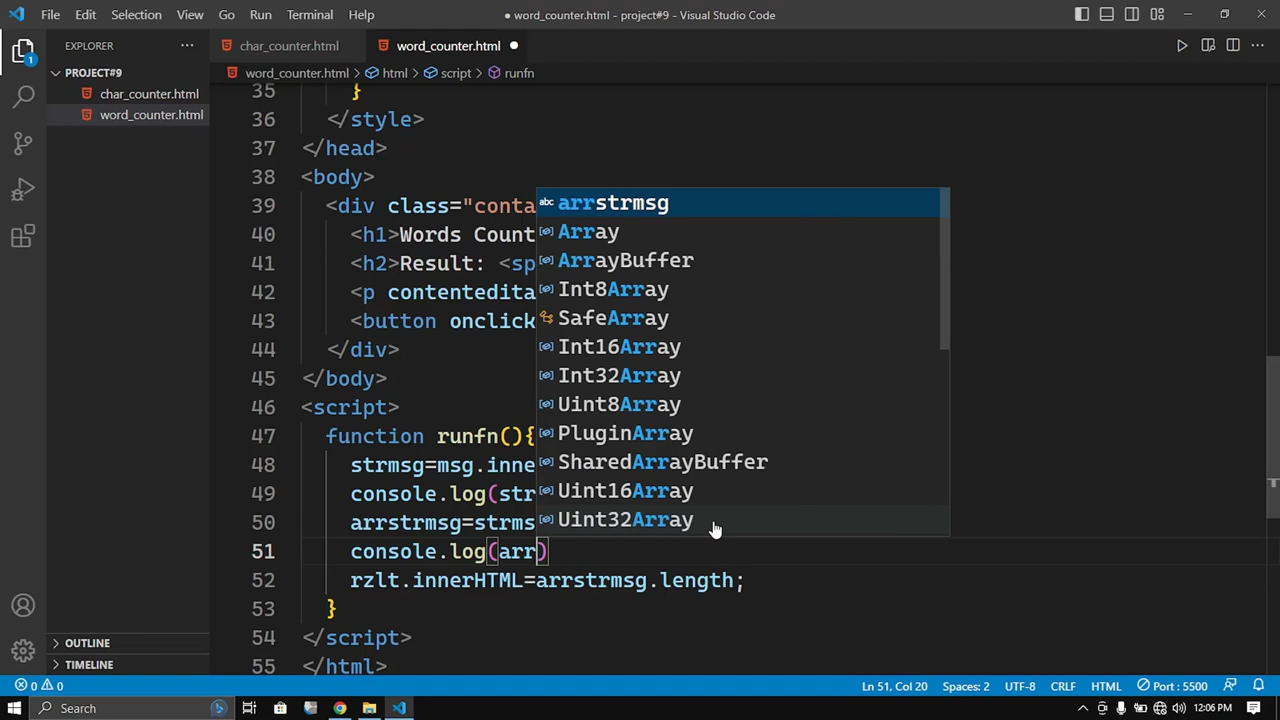 File Edit Selection View Go Run Terminal Help
● word_counter.html - project#9 - Visual Studio Code
EXPLORER ···
char_counter.html
word_counter.html ●
PROJECT#9
char_counter.html
word_counter.html
OUTLINE
TIMELINE
word_counter.html > html > script > runfn
35 }
36 </style>
37 </head>
38 <body>
39 <div class="conta
40 <h1>Words Count
41 <h2>Result: <sp
42 <p contentedita
43 <button onclick
44 </div>
45 </body>
46 <script>
47 function runfn(){
48 strmsg=msg.inne
49 console.log(str
50 arrstrmsg=strms
51 console.log(arr)
52 rzlt.innerHTML=arrstrmsg.length;
53 }
54 </script>
55 </html>
abc arrstrmsg
Array
ArrayBuffer
Int8Array
SafeArray
Int16Array
Int32Array
Uint8Array
PluginArray
SharedArrayBuffer
Uint16Array
Uint32Array
1
0 0
Ln 51, Col 20 Spaces: 2 UTF-8 CRLF HTML Port : 5500
Search
12:06 PM